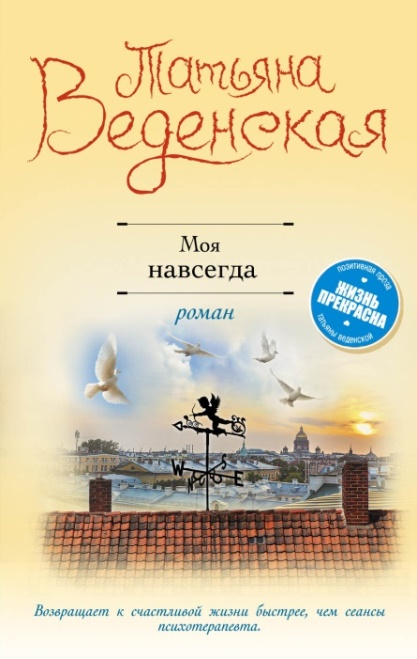 Татьяна
Веденская
Моя
навсегда
роман
позитивная проза
ЖИЗНЬ
ПРЕКРАСНА
татьяны веденской
W
S
N
E
Возвращает к счастливой жизни быстрее, чем сеансы
психотерапевта.